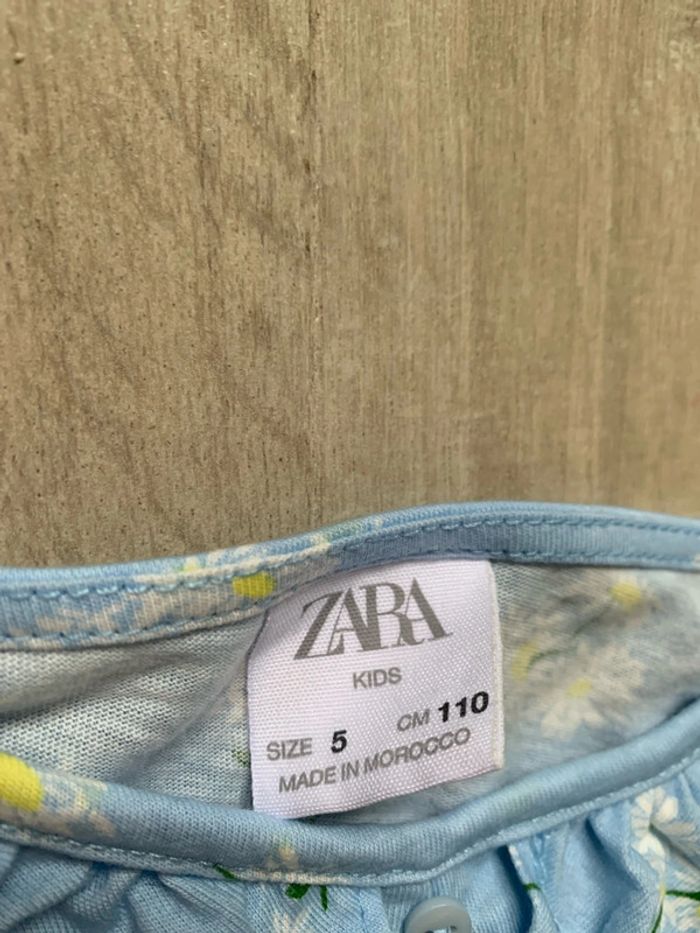 ZARA
KIDS
SIZE 5 CM 110
MADE IN MOROCCO